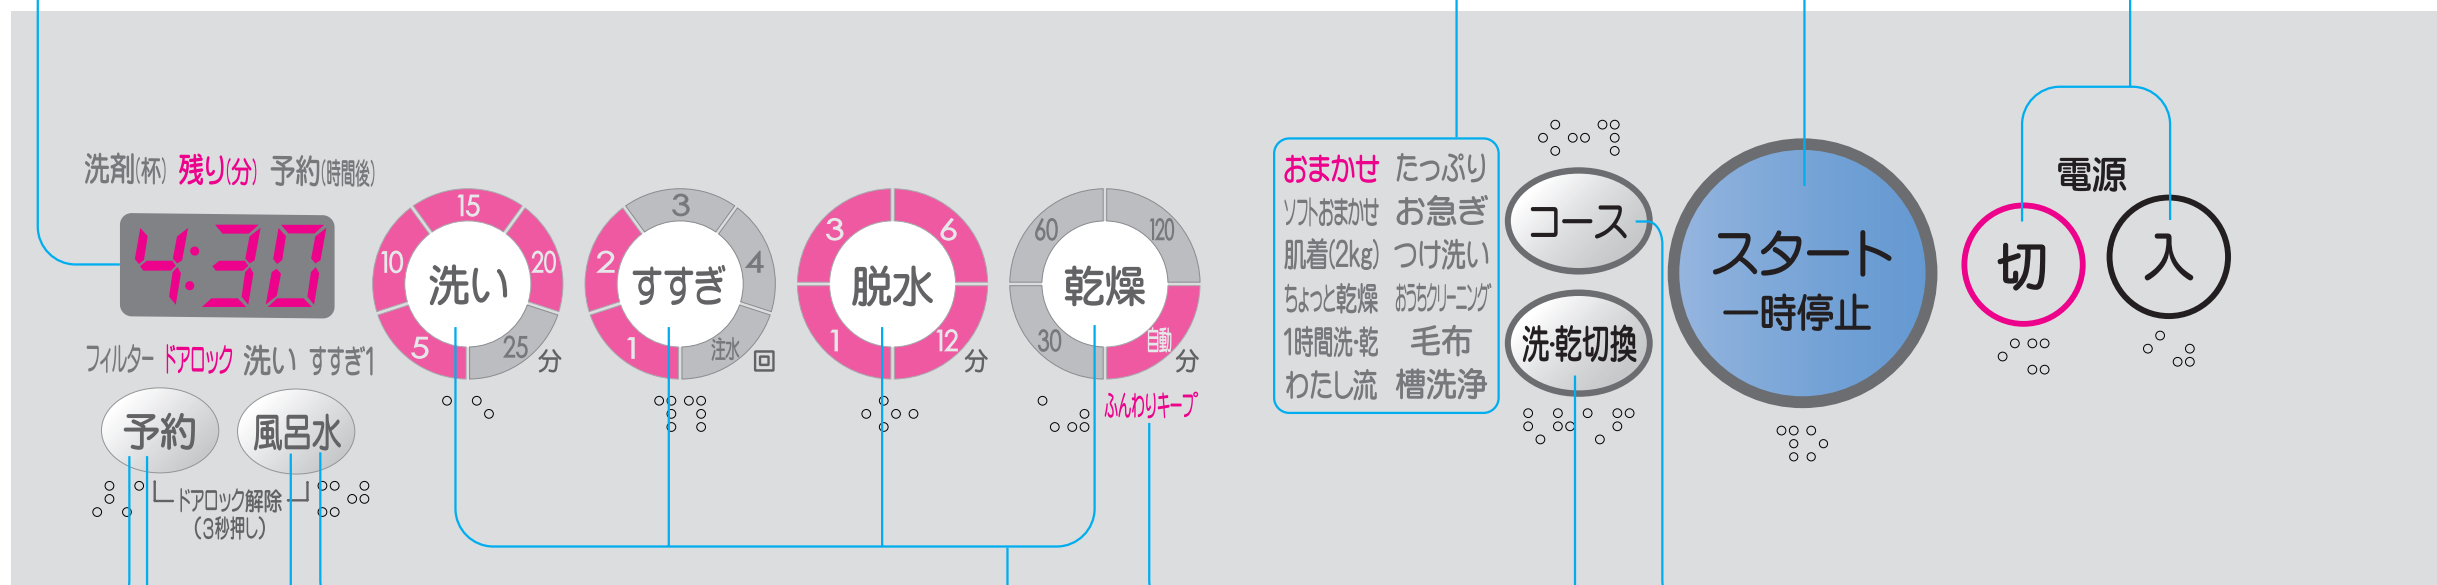 洗剤(杯) 残り(分) 予約(時間後)
4:30
フィルター ドアロック 洗い すすぎ1
予約 風呂水
ドアロック解除
(3秒押し)
洗い
5 10 15 20 25 分
すすぎ
1 2 3 4 注水 回
脱水
1 3 6 12 分
乾燥
30 60 120 自動 分
ふんわりキープ
おまかせ たっぷり
ソフトおまかせ お急ぎ
肌着(2kg) つけ洗い
ちょっと乾燥 おうちクリーニング
1時間洗・乾 毛布
わたし流 槽洗浄
コース
洗・乾切換
スタート
一時停止
電源
切 入